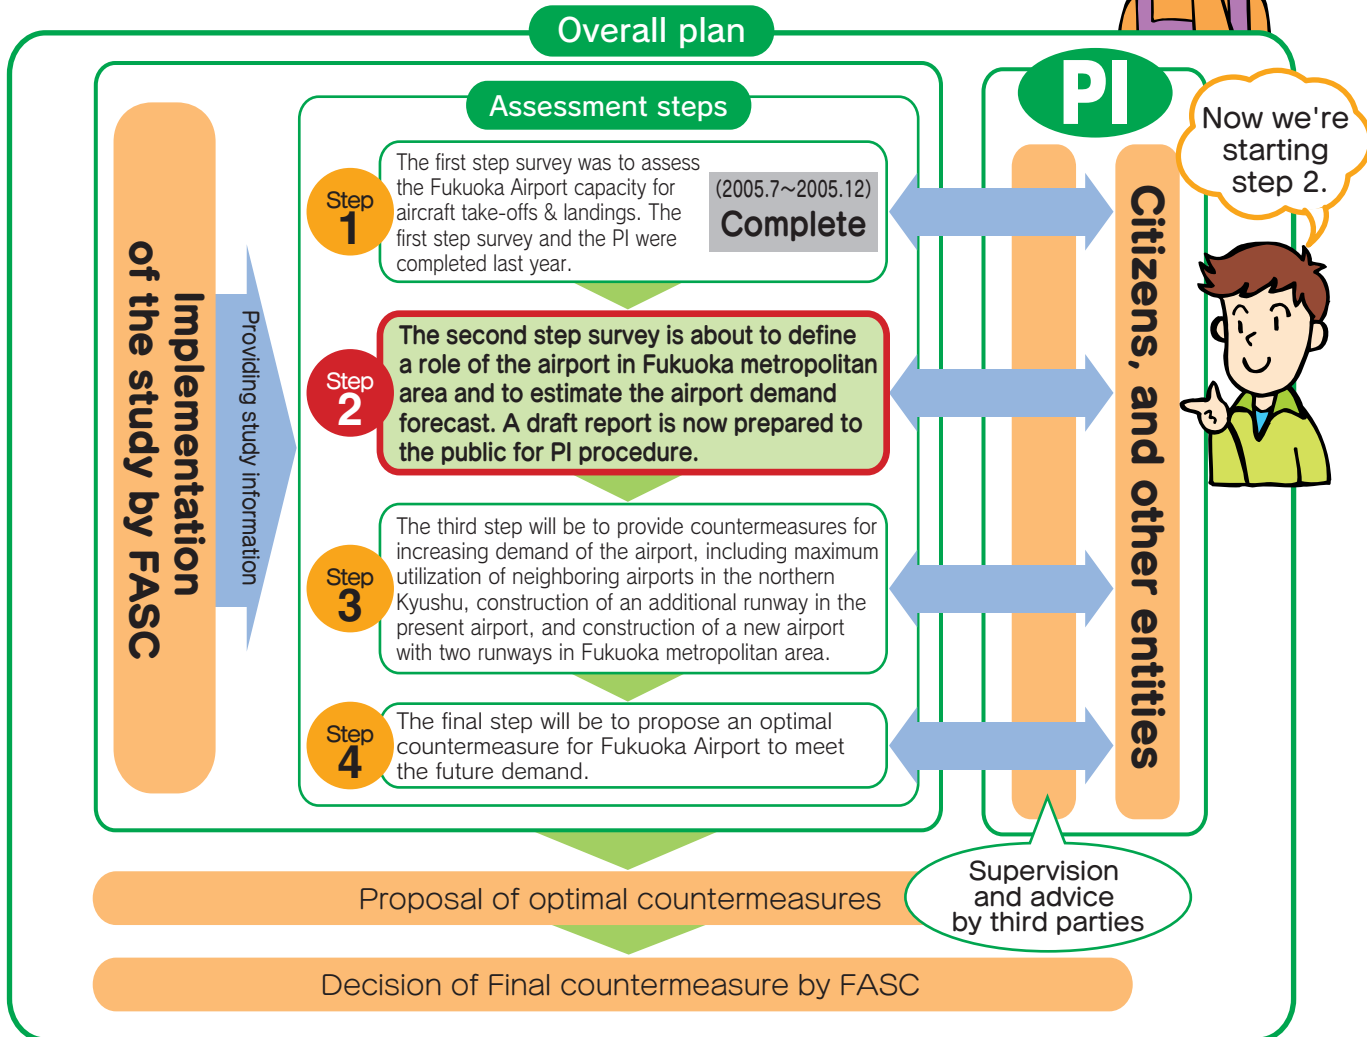 Overall plan
Assessment steps
PI
Now we're
starting
step 2.
Implementation
of the study by FASC
Providing study information
Step
1
The first step survey was to assess
the Fukuoka Airport capacity for
aircraft take-offs & landings. The
first step survey and the PI were
completed last year.
(2005.7～2005.12)
Complete
Step
2
The second step survey is about to define
a role of the airport in Fukuoka metropolitan
area and to estimate the airport demand
forecast. A draft report is now prepared to
the public for PI procedure.
Step
3
The third step will be to provide countermeasures for
increasing demand of the airport, including maximum
utilization of neighboring airports in the northern
Kyushu, construction of an additional runway in the
present airport, and construction of a new airport
with two runways in Fukuoka metropolitan area.
Step
4
The final step will be to propose an optimal
countermeasure for Fukuoka Airport to meet
the future demand.
Citizens, and other entities
Supervision
and advice
by third parties
Proposal of optimal countermeasures
Decision of Final countermeasure by FASC